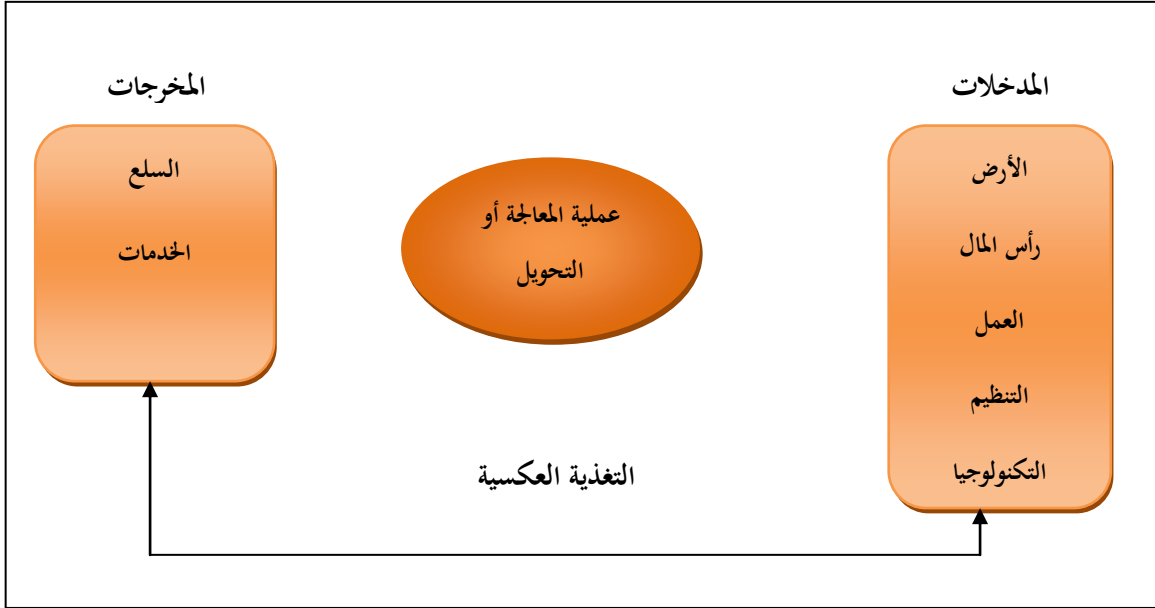 المدخلات
الأرض
رأس المال
العمل
التنظيم
التكنولوجيا
عملية المعالجة أو
التحويل
المخرجات
السلع
الخدمات
التغذية العكسية